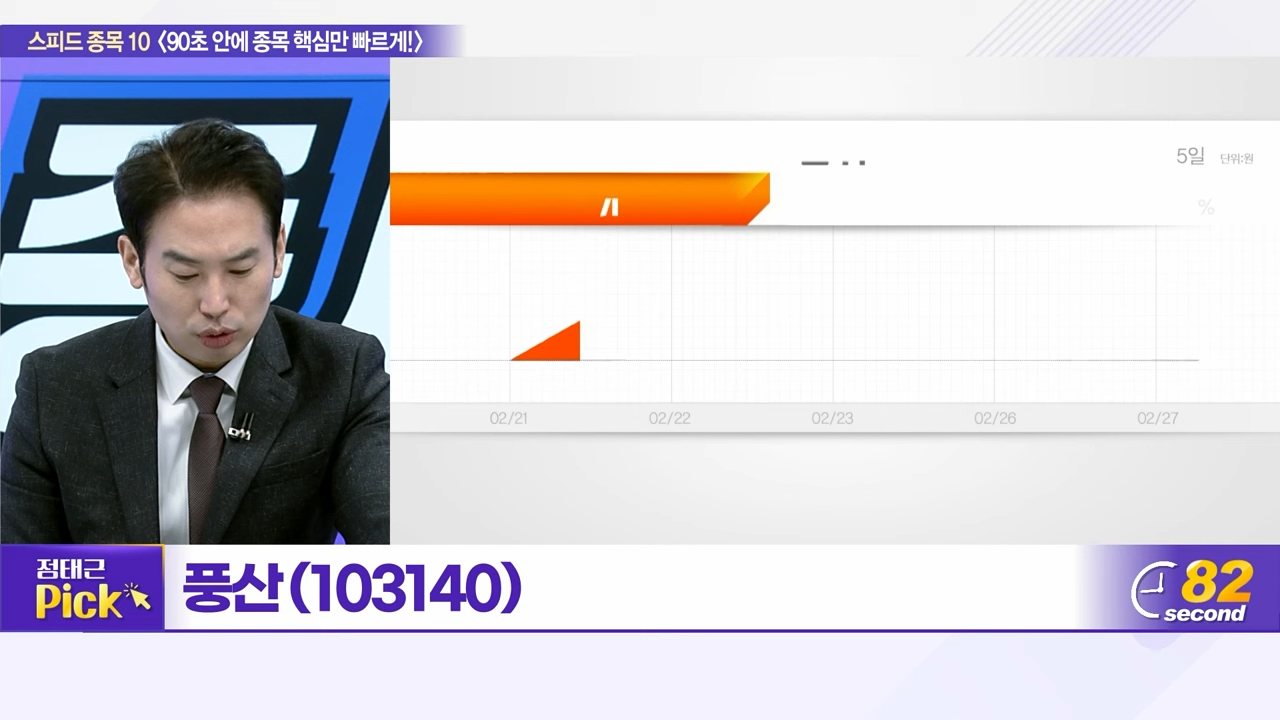 스피드 종목 10 〈90초 안에 종목 핵심만 빠르게!〉
5일 단위:원
%
02/21 02/22 02/23 02/26 02/27
정태근
Pick
풍산(103140)
82
second